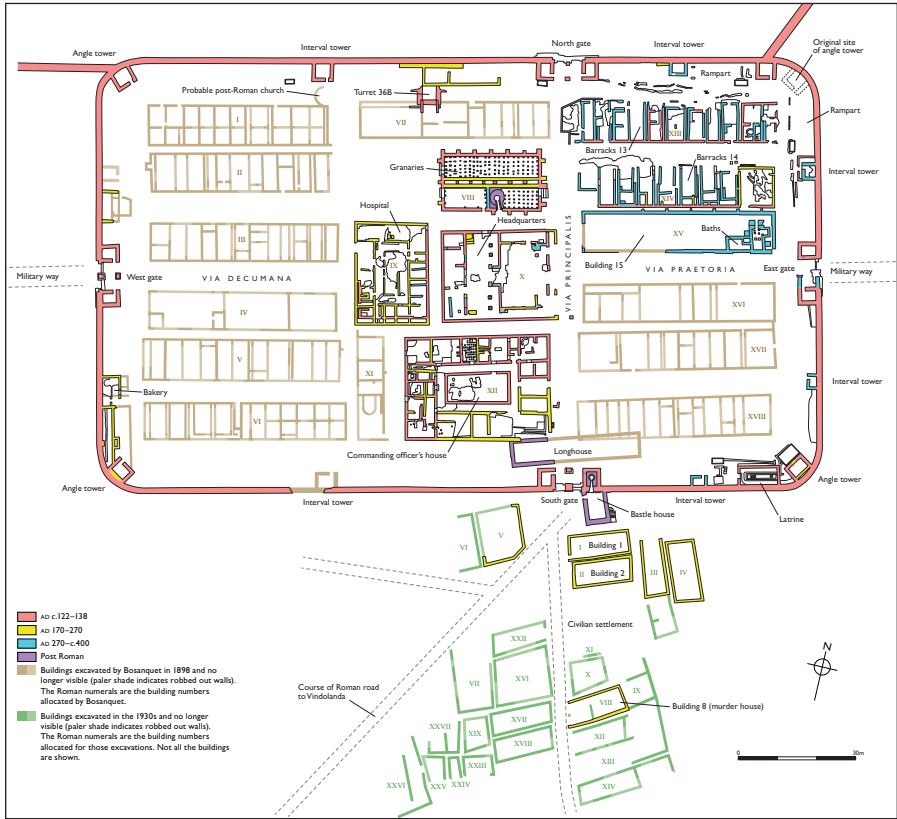 Angle tower
Interval tower
North gate
Interval tower
Original site
of angle tower
Rampart
Probable post-Roman church
Turret 36B
Rampart
I
VII
XIII
Barracks 13
Granaries
Barracks 14
II
Interval tower
Hospital
VIII
XIV
Headquarters
III
IX
X
XV
Baths
Building 15
VIA PRINCIPALIS
Military way
West gate
VIA DECUMANA
VIA PRAETORIA
East gate
Military way
IV
XVI
V
XI
XVII
XII
Interval tower
Bakery
VI
XVIII
Commanding officer's house
Longhouse
Angle tower
Interval tower
South gate
Interval tower
Angle tower
Bastle house
Latrine
VI
V
I
Building 1
II
Building 2
III
IV
Civilian settlement
AD c.122–138
AD 170–270
AD 270–c.400
Post Roman
Buildings excavated by Bosanquet in 1898 and no
longer visible (paler shade indicates robbed out walls).
The Roman numerals are the building numbers
allocated by Bosanquet.
Buildings excavated in the 1930s and no longer
visible (paler shade indicates robbed out walls).
The Roman numerals are the building numbers
allocated for those excavations. Not all the buildings
are shown.
Course of Roman road
to Vindolanda
XXII
XI
VII
XVI
X
IX
VIII
Building 8 (murder house)
XXVII
XIX
XVII
XII
XVIII
XXIII
XIII
XXVI
XXV
XXIV
XIV
N
0
30m